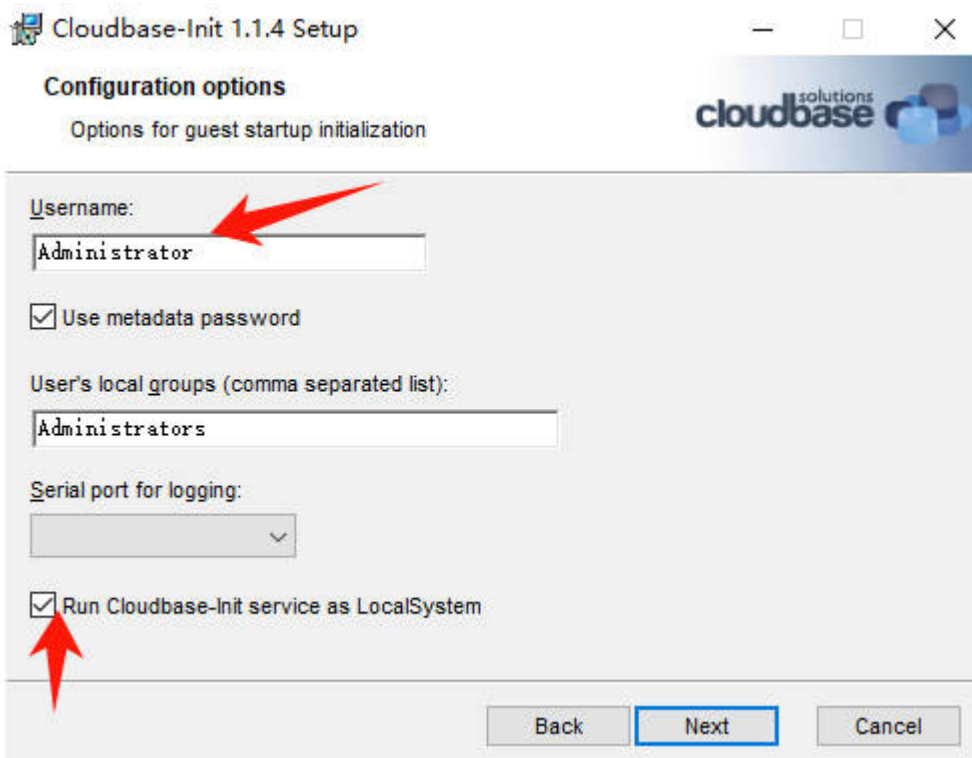 Cloudbase-Init 1.1.4 Setup
Configuration options
Options for guest startup initialization
cloudbase solutions
Username:
Administrator
Use metadata password
User's local groups (comma separated list):
Administrators
Serial port for logging:
Run Cloudbase-Init service as LocalSystem
Back Next Cancel